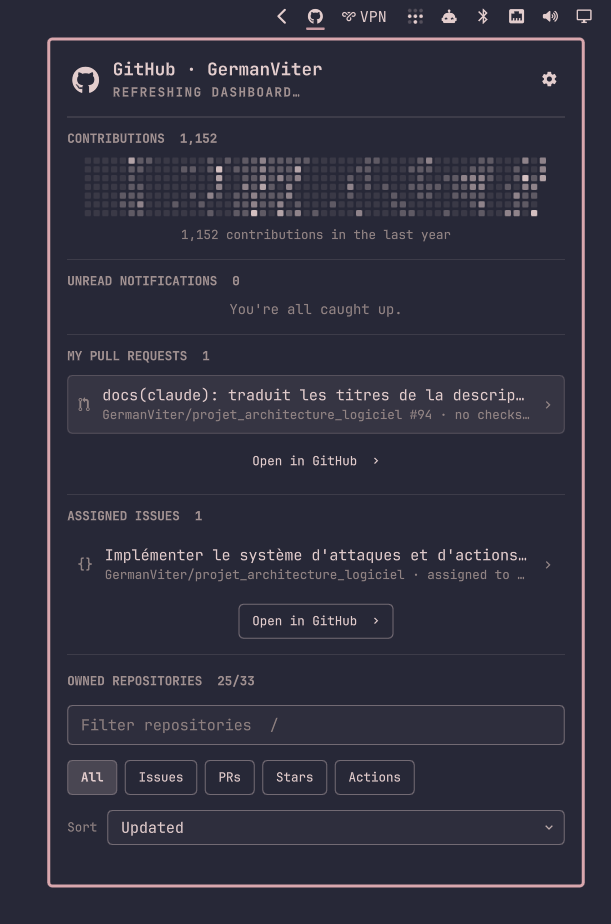 VPN
GitHub · GermanViter
REFRESHING DASHBOARD…
CONTRIBUTIONS 1,152
1,152 contributions in the last year
UNREAD NOTIFICATIONS 0
You're all caught up.
MY PULL REQUESTS 1
docs(claude): traduit les titres de la descrip…
GermanViter/projet_architecture_logiciel #94 · no checks…
Open in GitHub ›
ASSIGNED ISSUES 1
{} Implémenter le système d'attaques et d'actions…
GermanViter/projet_architecture_logiciel · assigned to …
Open in GitHub ›
OWNED REPOSITORIES 25/33
Filter repositories /
All Issues PRs Stars Actions
Sort Updated